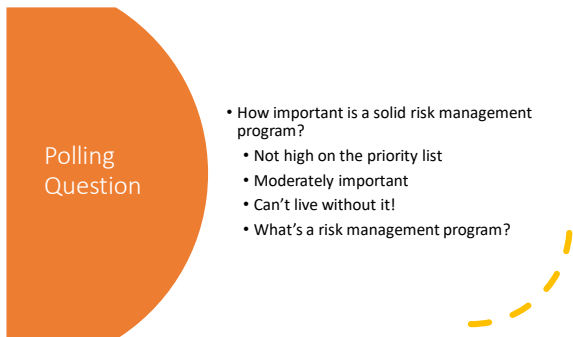 Polling
Question
• How important is a solid risk management
program?
• Not high on the priority list
• Moderately important
• Can’t live without it!
• What’s a risk management program?